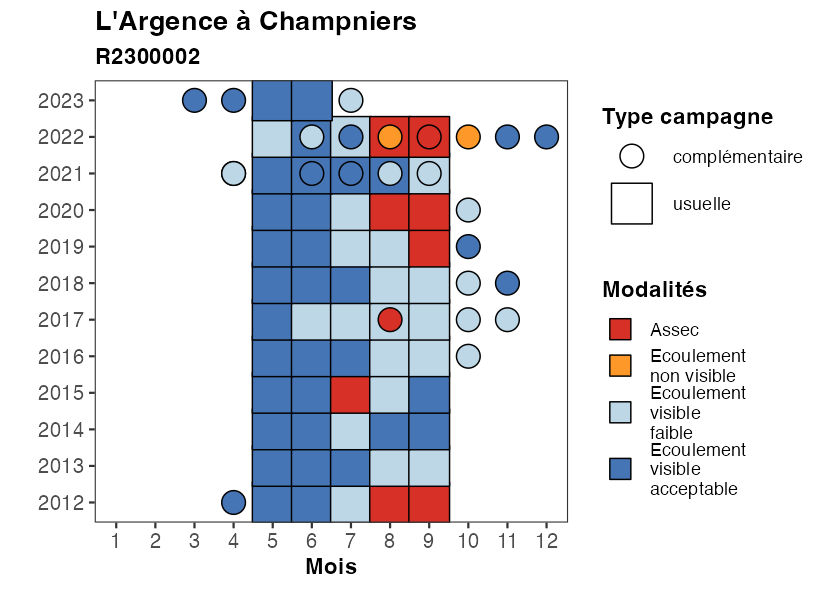 L'Argence à Champniers
R2300002
2023
2022
2021
2020
2019
2018
2017
2016
2015
2014
2013
2012
1 2 3 4 5 6 7 8 9 10 11 12
Mois
Type campagne
complémentaire
usuelle
Modalités
Assec
Ecoulement
non visible
Ecoulement
visible
faible
Ecoulement
visible
acceptable